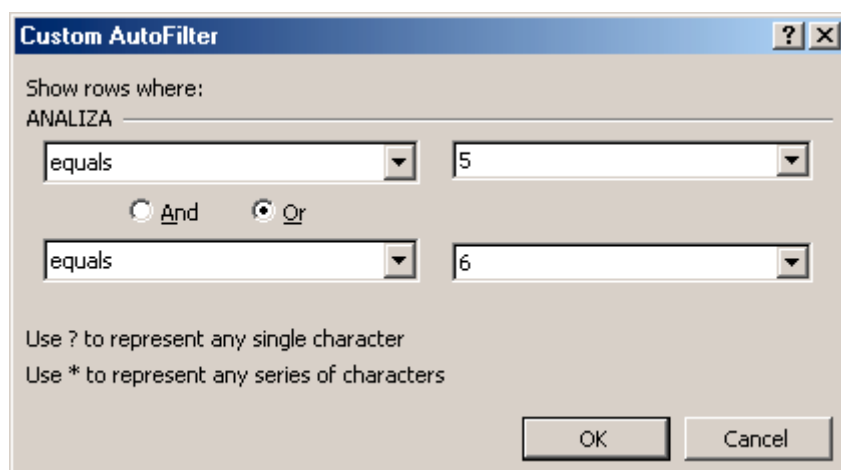 Custom AutoFilter
Show rows where:
ANALIZA
equals 5
And Or
equals 6
Use ? to represent any single character
Use * to represent any series of characters
OK Cancel